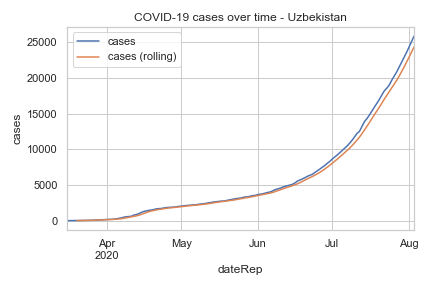 COVID-19 cases over time - Uzbekistan
cases
cases (rolling)
25000
20000
15000
10000
5000
0
cases
Apr
2020
May
Jun
Jul
Aug
dateRep